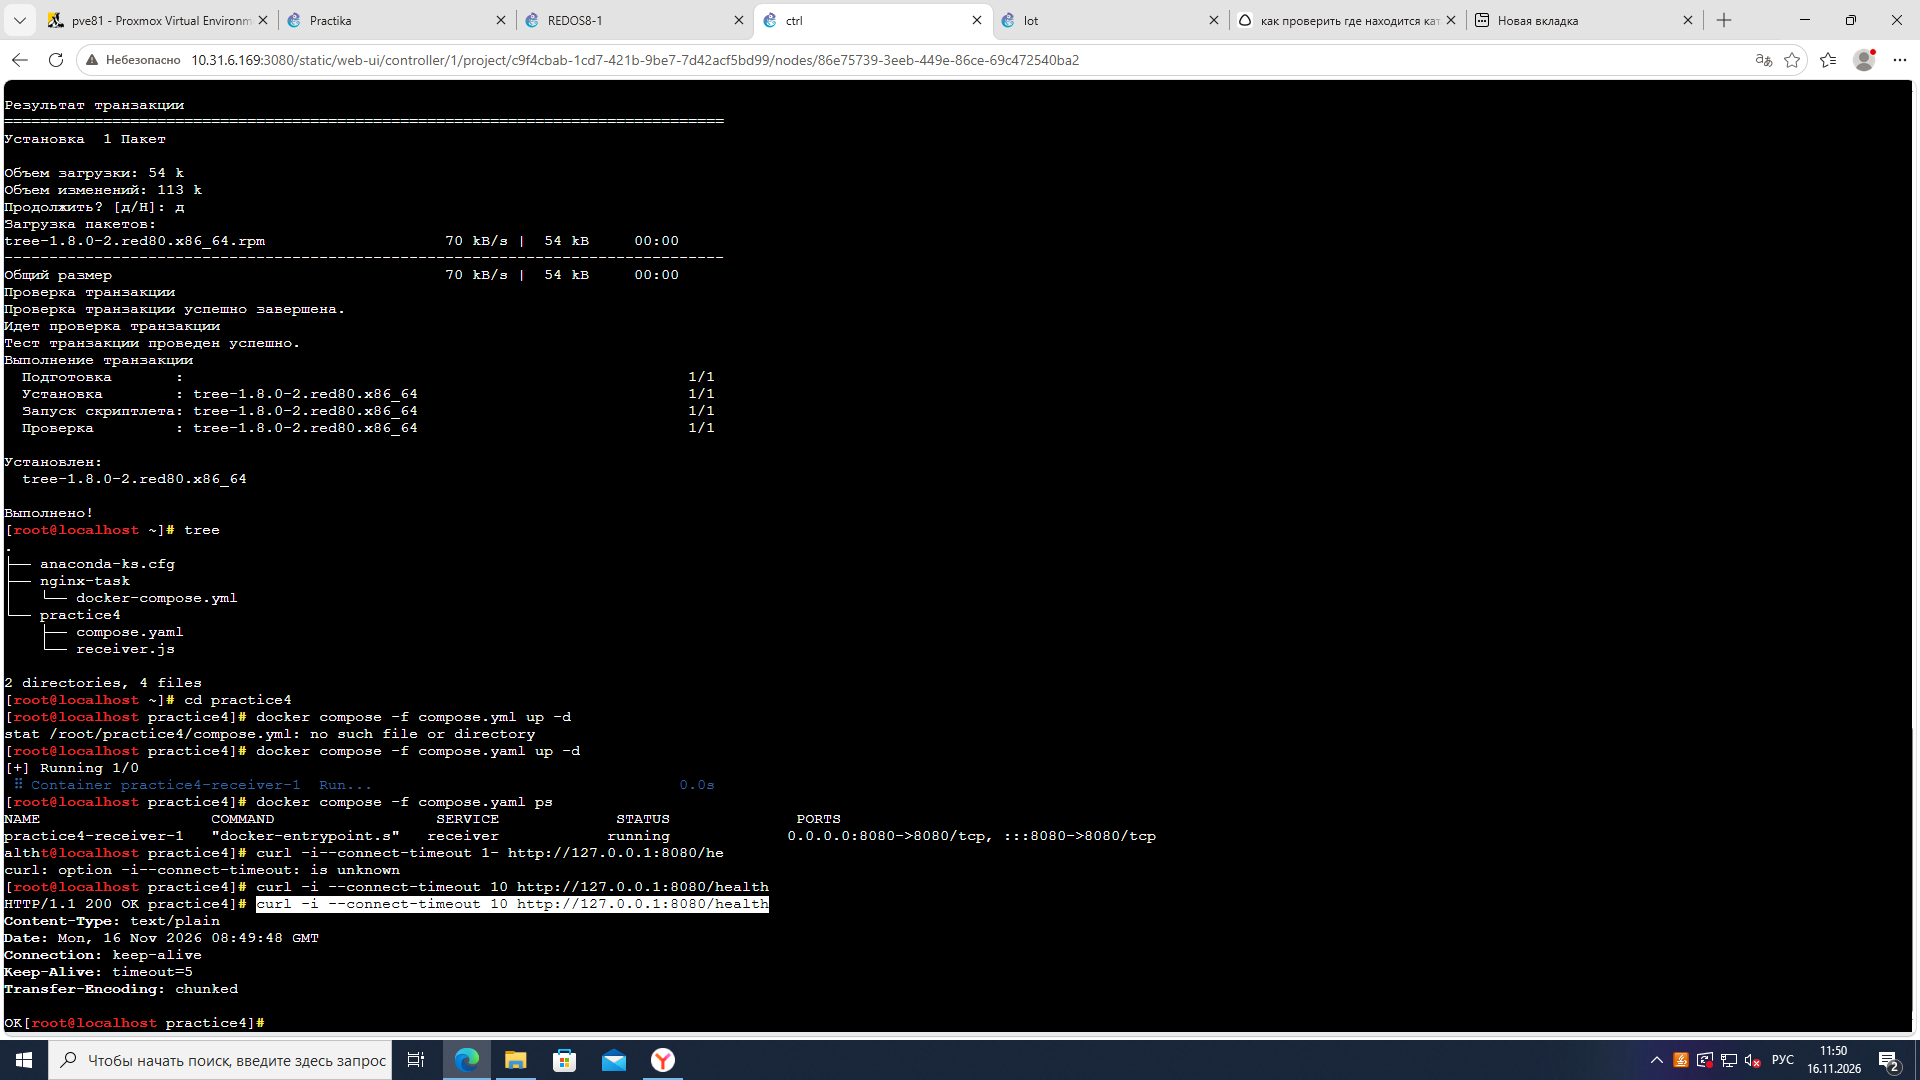 pve81 - Proxmox Virtual Environm
Practika
REDOS8-1
ctrl
Iot
как проверить где находится кат
Новая вкладка
Небезопасно 10.31.6.169:3080/static/web-ui/controller/1/project/c9f4cbab-1cd7-421b-9be7-7d42acf5bd99/nodes/86e75739-3eeb-449e-86ce-69c472540ba2
Результат транзакции
================================================================================
Установка  1 Пакет
Объем загрузки: 54 k
Объем изменений: 113 k
Продолжить? [д/Н]: д
Загрузка пакетов:
tree-1.8.0-2.red80.x86_64.rpm                    70 kB/s |  54 kB     00:00
--------------------------------------------------------------------------------
Общий размер                                     70 kB/s |  54 kB     00:00
Проверка транзакции
Проверка транзакции успешно завершена.
Идет проверка транзакции
Тест транзакции проведен успешно.
Выполнение транзакции
  Подготовка       :                                                        1/1
  Установка        : tree-1.8.0-2.red80.x86_64                              1/1
  Запуск скриптлета: tree-1.8.0-2.red80.x86_64                              1/1
  Проверка         : tree-1.8.0-2.red80.x86_64                              1/1
Установлен:
  tree-1.8.0-2.red80.x86_64
Выполнено!
[root@localhost ~]# tree
.
├── anaconda-ks.cfg
├── nginx-task
│   └── docker-compose.yml
└── practice4
    ├── compose.yaml
    └── receiver.js
2 directories, 4 files
[root@localhost ~]# cd practice4
[root@localhost practice4]# docker compose -f compose.yml up -d
stat /root/practice4/compose.yml: no such file or directory
[root@localhost practice4]# docker compose -f compose.yaml up -d
[+] Running 1/0
 ⠿ Container practice4-receiver-1  Run...                                  0.0s
[root@localhost practice4]# docker compose -f compose.yaml ps
NAME                   COMMAND                  SERVICE             STATUS              PORTS
practice4-receiver-1   "docker-entrypoint.s"   receiver            running             0.0.0.0:8080->8080/tcp, :::8080->8080/tcp
altht@localhost practice4]# curl -i--connect-timeout 1- http://127.0.0.1:8080/he
curl: option -i--connect-timeout: is unknown
[root@localhost practice4]# curl -i --connect-timeout 10 http://127.0.0.1:8080/health
HTTP/1.1 200 OK practice4]# curl -i --connect-timeout 10 http://127.0.0.1:8080/health
Content-Type: text/plain
Date: Mon, 16 Nov 2026 08:49:48 GMT
Connection: keep-alive
Keep-Alive: timeout=5
Transfer-Encoding: chunked
OK[root@localhost practice4]#
Чтобы начать поиск, введите здесь запрос
РУС
11:50
16.11.2026
2